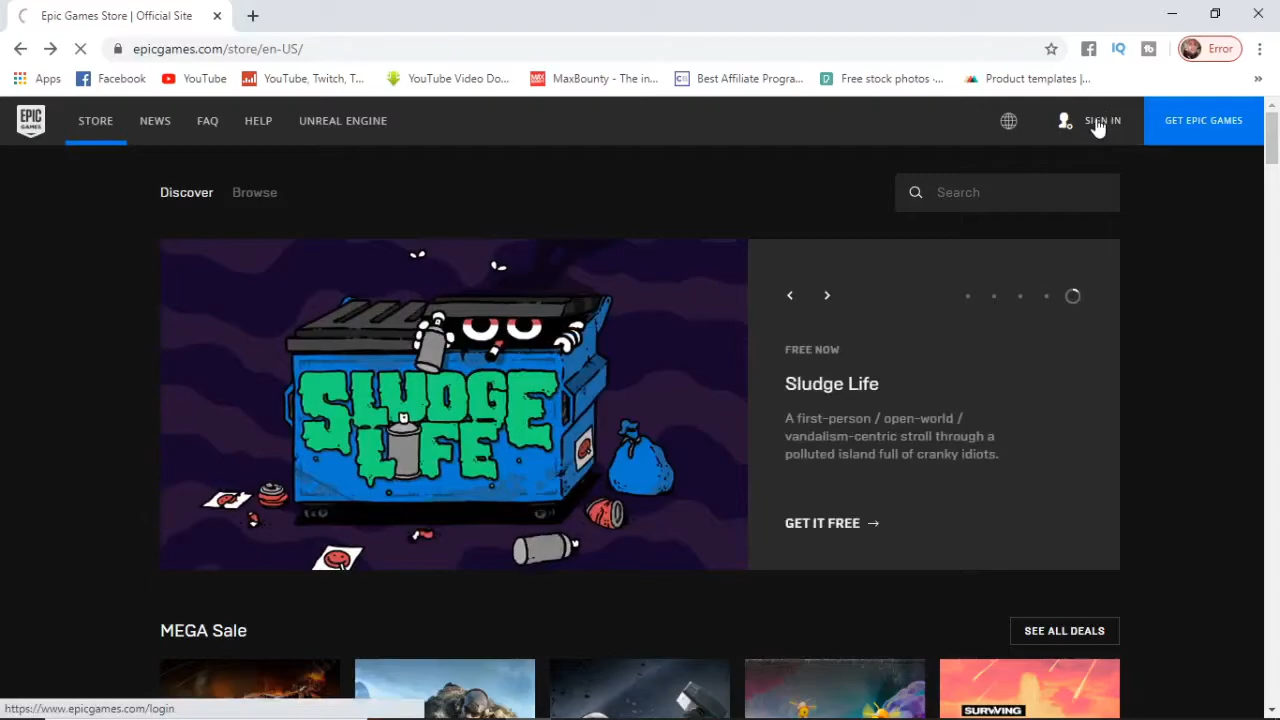 Epic Games Store | Official Site
epicgames.com/store/en-US/
Error
Apps Facebook YouTube YouTube, Twitch, T... YouTube Video Do... MaxBounty - The in... Best Affiliate Progra... Free stock photos -... Product templates |... »
EPIC GAMES
STORE NEWS FAQ HELP UNREAL ENGINE SIGN IN GET EPIC GAMES
Discover Browse Search
SLUDGE
LIFE
FREE NOW
Sludge Life
A first-person / open-world /
vandalism-centric stroll through a
polluted island full of cranky idiots.
GET IT FREE →
MEGA Sale SEE ALL DEALS
SURVIVING
https://www.epicgames.com/login